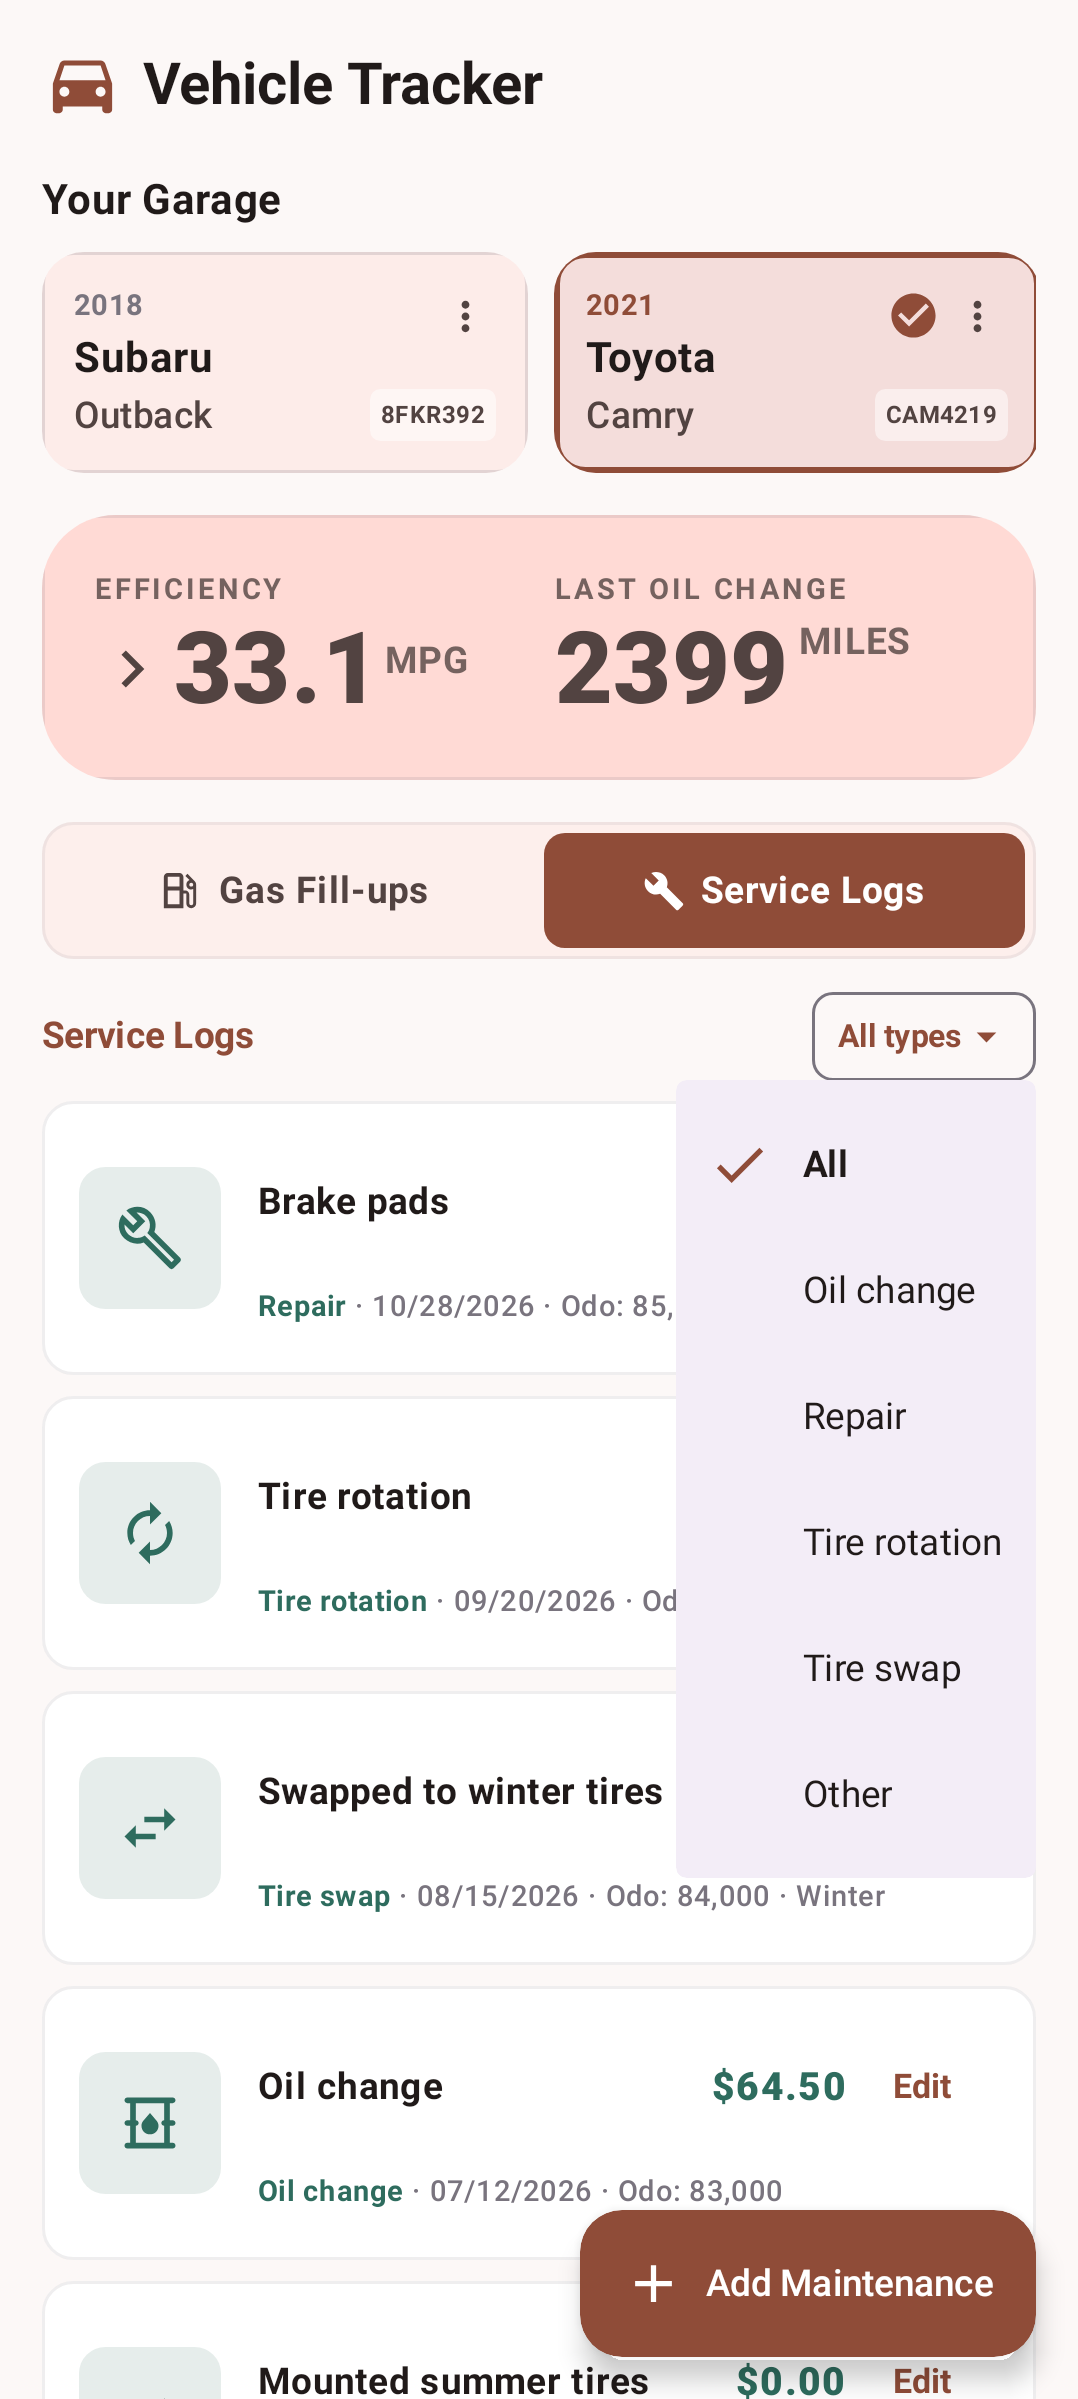 Vehicle Tracker
Your Garage
2018
Subaru
Outback
8FKR392
2021
Toyota
Camry
CAM4219
EFFICIENCY
33.1 MPG
LAST OIL CHANGE
2399 MILES
Gas Fill-ups
Service Logs
Service Logs
All types
All
Oil change
Repair
Tire rotation
Tire swap
Other
Brake pads
Repair · 10/28/2026 · Odo: 85,
Tire rotation
Tire rotation · 09/20/2026 · Od
Swapped to winter tires
Tire swap · 08/15/2026 · Odo: 84,000 · Winter
Oil change
$64.50
Edit
Oil change · 07/12/2026 · Odo: 83,000
Add Maintenance
Mounted summer tires
$0.00
Edit